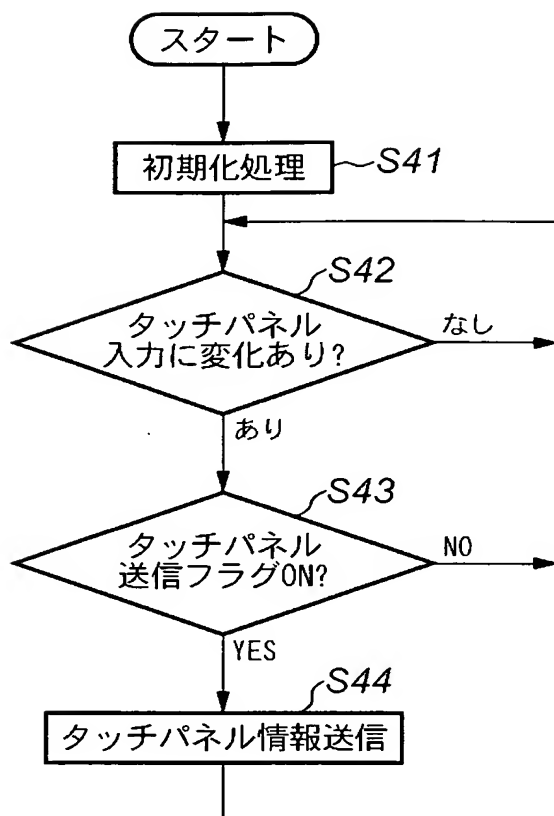 スタート
初期化処理
S41
S42
タッチパネル
入力に変化あり?
なし
あり
S43
タッチパネル
送信フラグON?
NO
YES
S44
タッチパネル情報送信